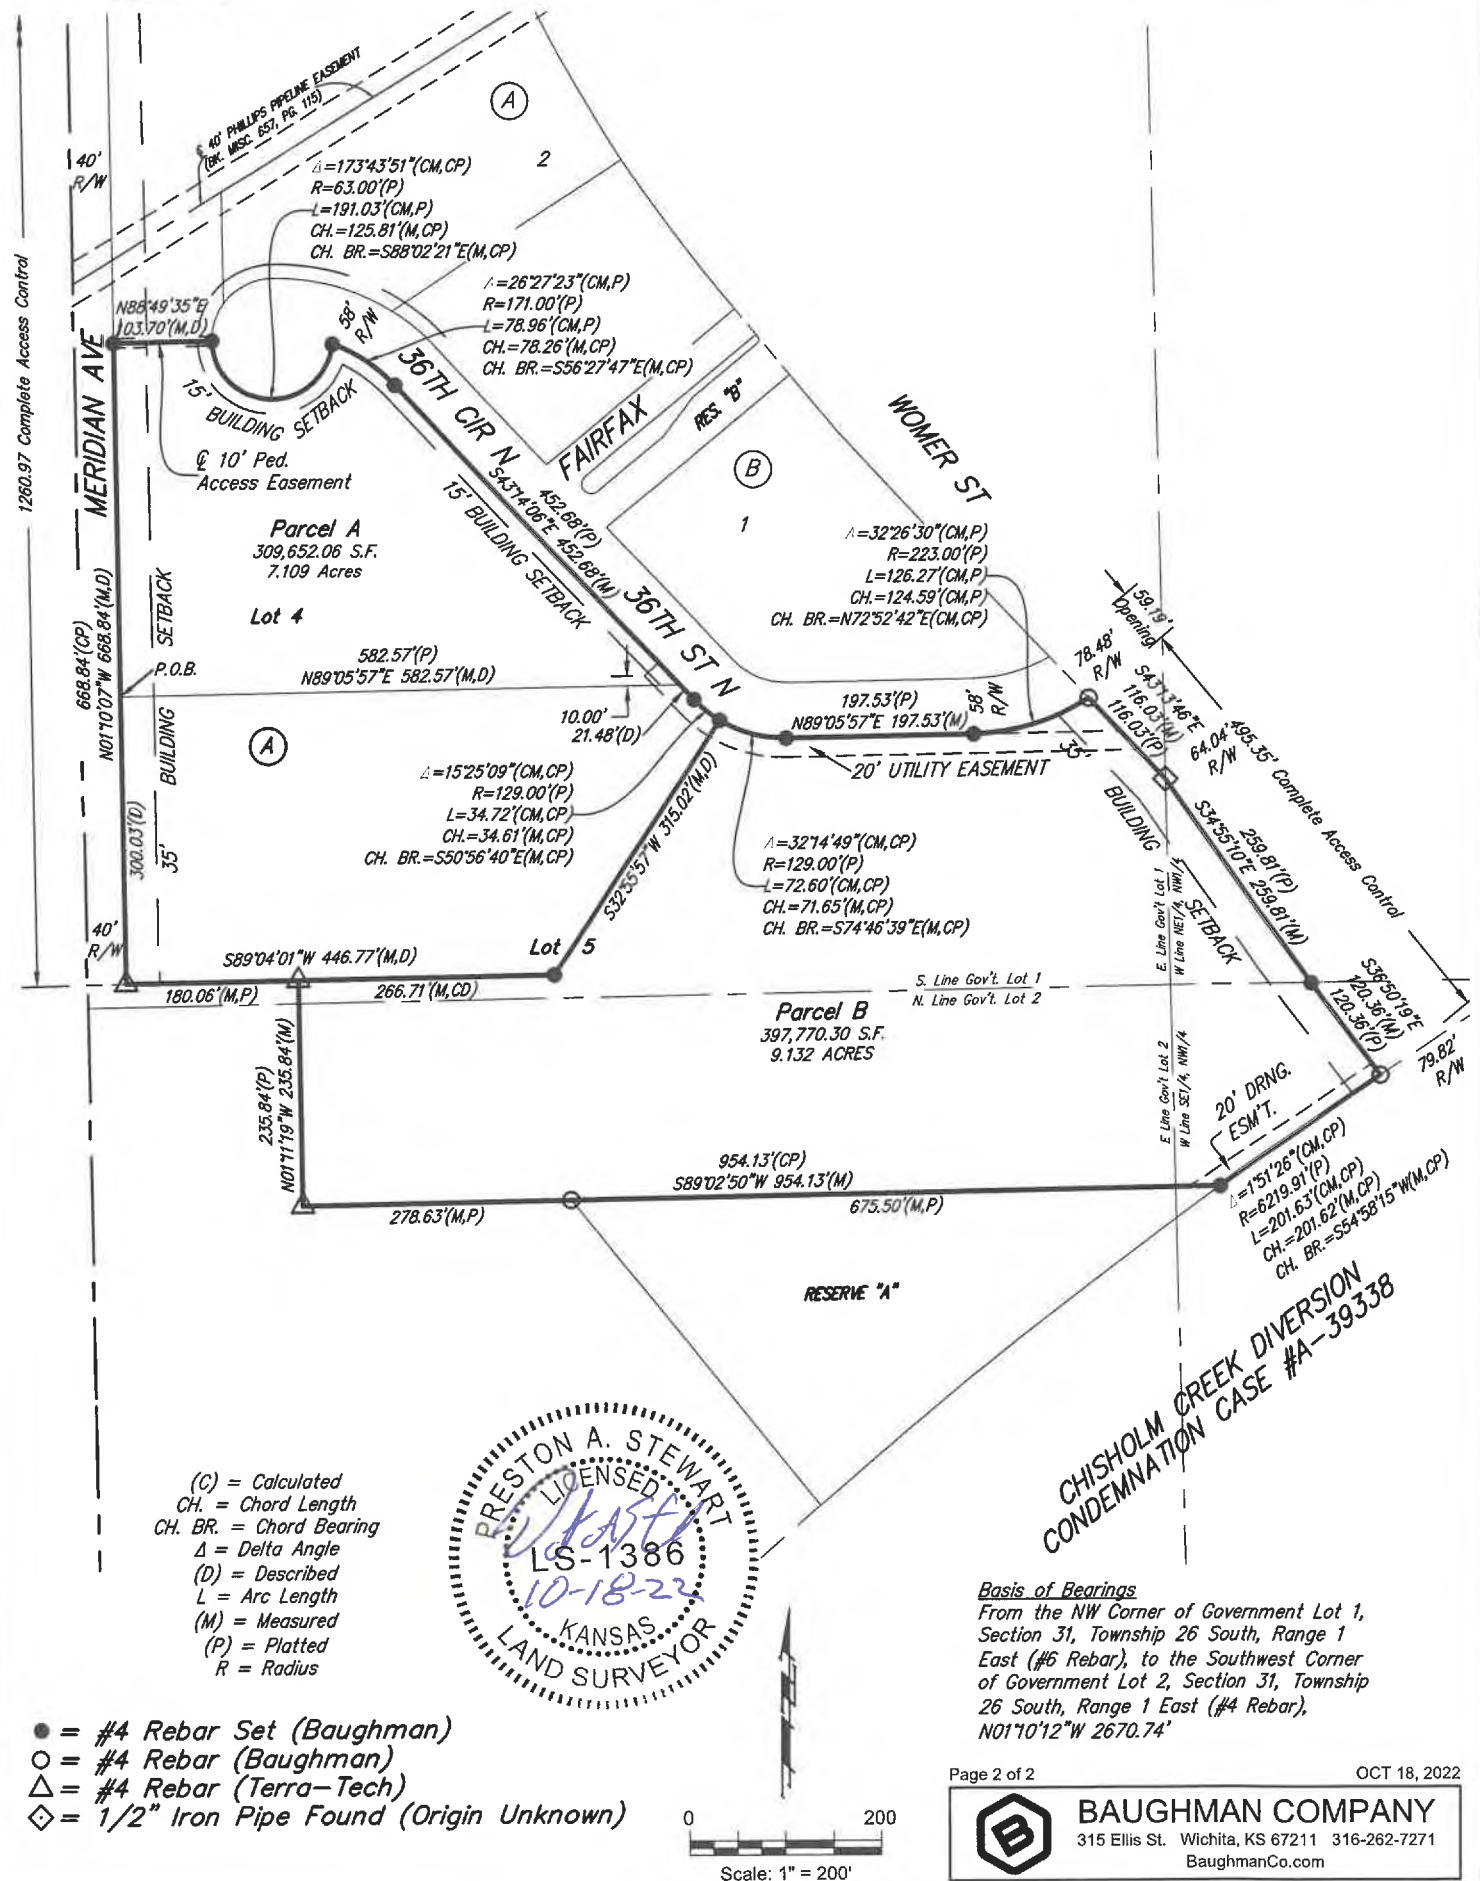 1260.97 Complete Access Control
40'
R/W
MERIDIAN AVE
℄ 40' PHILLIPS PIPELINE EASEMENT
(BK. MISC. 657, PG. 115)
A
2
Δ=173°43'51"(CM,CP)
R=63.00'(P)
L=191.03'(CM,P)
CH.=125.81'(M,CP)
CH. BR.=S88°02'21"E(M,CP)
Δ=26°27'23"(CM,P)
R=171.00'(P)
L=78.96'(CM,P)
CH.=78.26'(M,CP)
CH. BR.=S56°27'47"E(M,CP)
N88°49'35"E
103.70'(M,D)
58'
R/W
15' BUILDING SETBACK
℄ 10' Ped.
Access Easement
36TH CIR N
FAIRFAX
RES. "B"
WOMER ST
B
1
452.68'(P)
S43°14'06"E 452.68'(M)
15' BUILDING SETBACK
36TH ST N
Parcel A
309,652.06 S.F.
7.109 Acres
Lot 4
668.84'(CP)
N01°10'07"W 668.84'(M,D)
35' BUILDING SETBACK
P.O.B.
582.57'(P)
N89°05'57"E 582.57'(M,D)
10.00'
21.48'(D)
A
300.03'(D)
Δ=32°26'30"(CM,P)
R=223.00'(P)
L=126.27'(CM,P)
CH.=124.59'(CM,P)
CH. BR.=N72°52'42"E(CM,CP)
59.19'
Opening
78.48'
R/W
S43°13'46"E
116.03'(M)
116.03'(P)
64.04'
R/W
495.35' Complete Access Control
197.53'(P)
N89°05'57"E 197.53'(M)
58'
R/W
20' UTILITY EASEMENT
35'
BUILDING
SETBACK
259.81'(P)
S34°55'10"E 259.81'(M)
Δ=15°25'09"(CM,CP)
R=129.00'(P)
L=34.72'(CM,CP)
CH.=34.61'(M,CP)
CH. BR.=S50°56'40"E(M,CP)
S32°55'57"W 315.02'(M,D)
Δ=32°14'49"(CM,CP)
R=129.00'(P)
L=72.60'(CM,CP)
CH.=71.65'(M,CP)
CH. BR.=S74°46'39"E(M,CP)
E. Line Gov't Lot 1
W Line NE1/4, NW1/4
40'
R/W
S89°04'01"W 446.77'(M,D)
180.06'(M,P)
266.71'(M,CD)
Lot 5
S. Line Gov't. Lot 1
N. Line Gov't. Lot 2
Parcel B
397,770.30 S.F.
9.132 ACRES
S36°50'19"E
120.36'(M)
120.36'(P)
79.82'
R/W
E Line Gov't Lot 2
W Line SE1/4, NW1/4
20' DRNG.
ESM'T.
235.84'(P)
N01°11'19"W 235.84'(M)
954.13'(CP)
S89°02'50"W 954.13'(M)
278.63'(M,P)
675.50'(M,P)
Δ=1°51'26"(CM,CP)
R=6219.91'(P)
L=201.63'(CM,CP)
CH.=201.62'(M,CP)
CH. BR.=S54°58'15"W(M,CP)
RESERVE "A"
CHISHOLM CREEK DIVERSION
CONDEMNATION CASE #A-39338
(C) = Calculated
CH. = Chord Length
CH. BR. = Chord Bearing
Δ = Delta Angle
(D) = Described
L = Arc Length
(M) = Measured
(P) = Platted
R = Radius
PRESTON A. STEWART
LICENSED
LS-1386
10-18-22
KANSAS
LAND SURVEYOR
Basis of Bearings
From the NW Corner of Government Lot 1,
Section 31, Township 26 South, Range 1
East (#6 Rebar), to the Southwest Corner
of Government Lot 2, Section 31, Township
26 South, Range 1 East (#4 Rebar),
N01°10'12"W 2670.74'
● = #4 Rebar Set (Baughman)
○ = #4 Rebar (Baughman)
△ = #4 Rebar (Terra-Tech)
◇ = 1/2" Iron Pipe Found (Origin Unknown)
0 200
Scale: 1" = 200'
Page 2 of 2 OCT 18, 2022
B
BAUGHMAN COMPANY
315 Ellis St. Wichita, KS 67211 316-262-7271
BaughmanCo.com